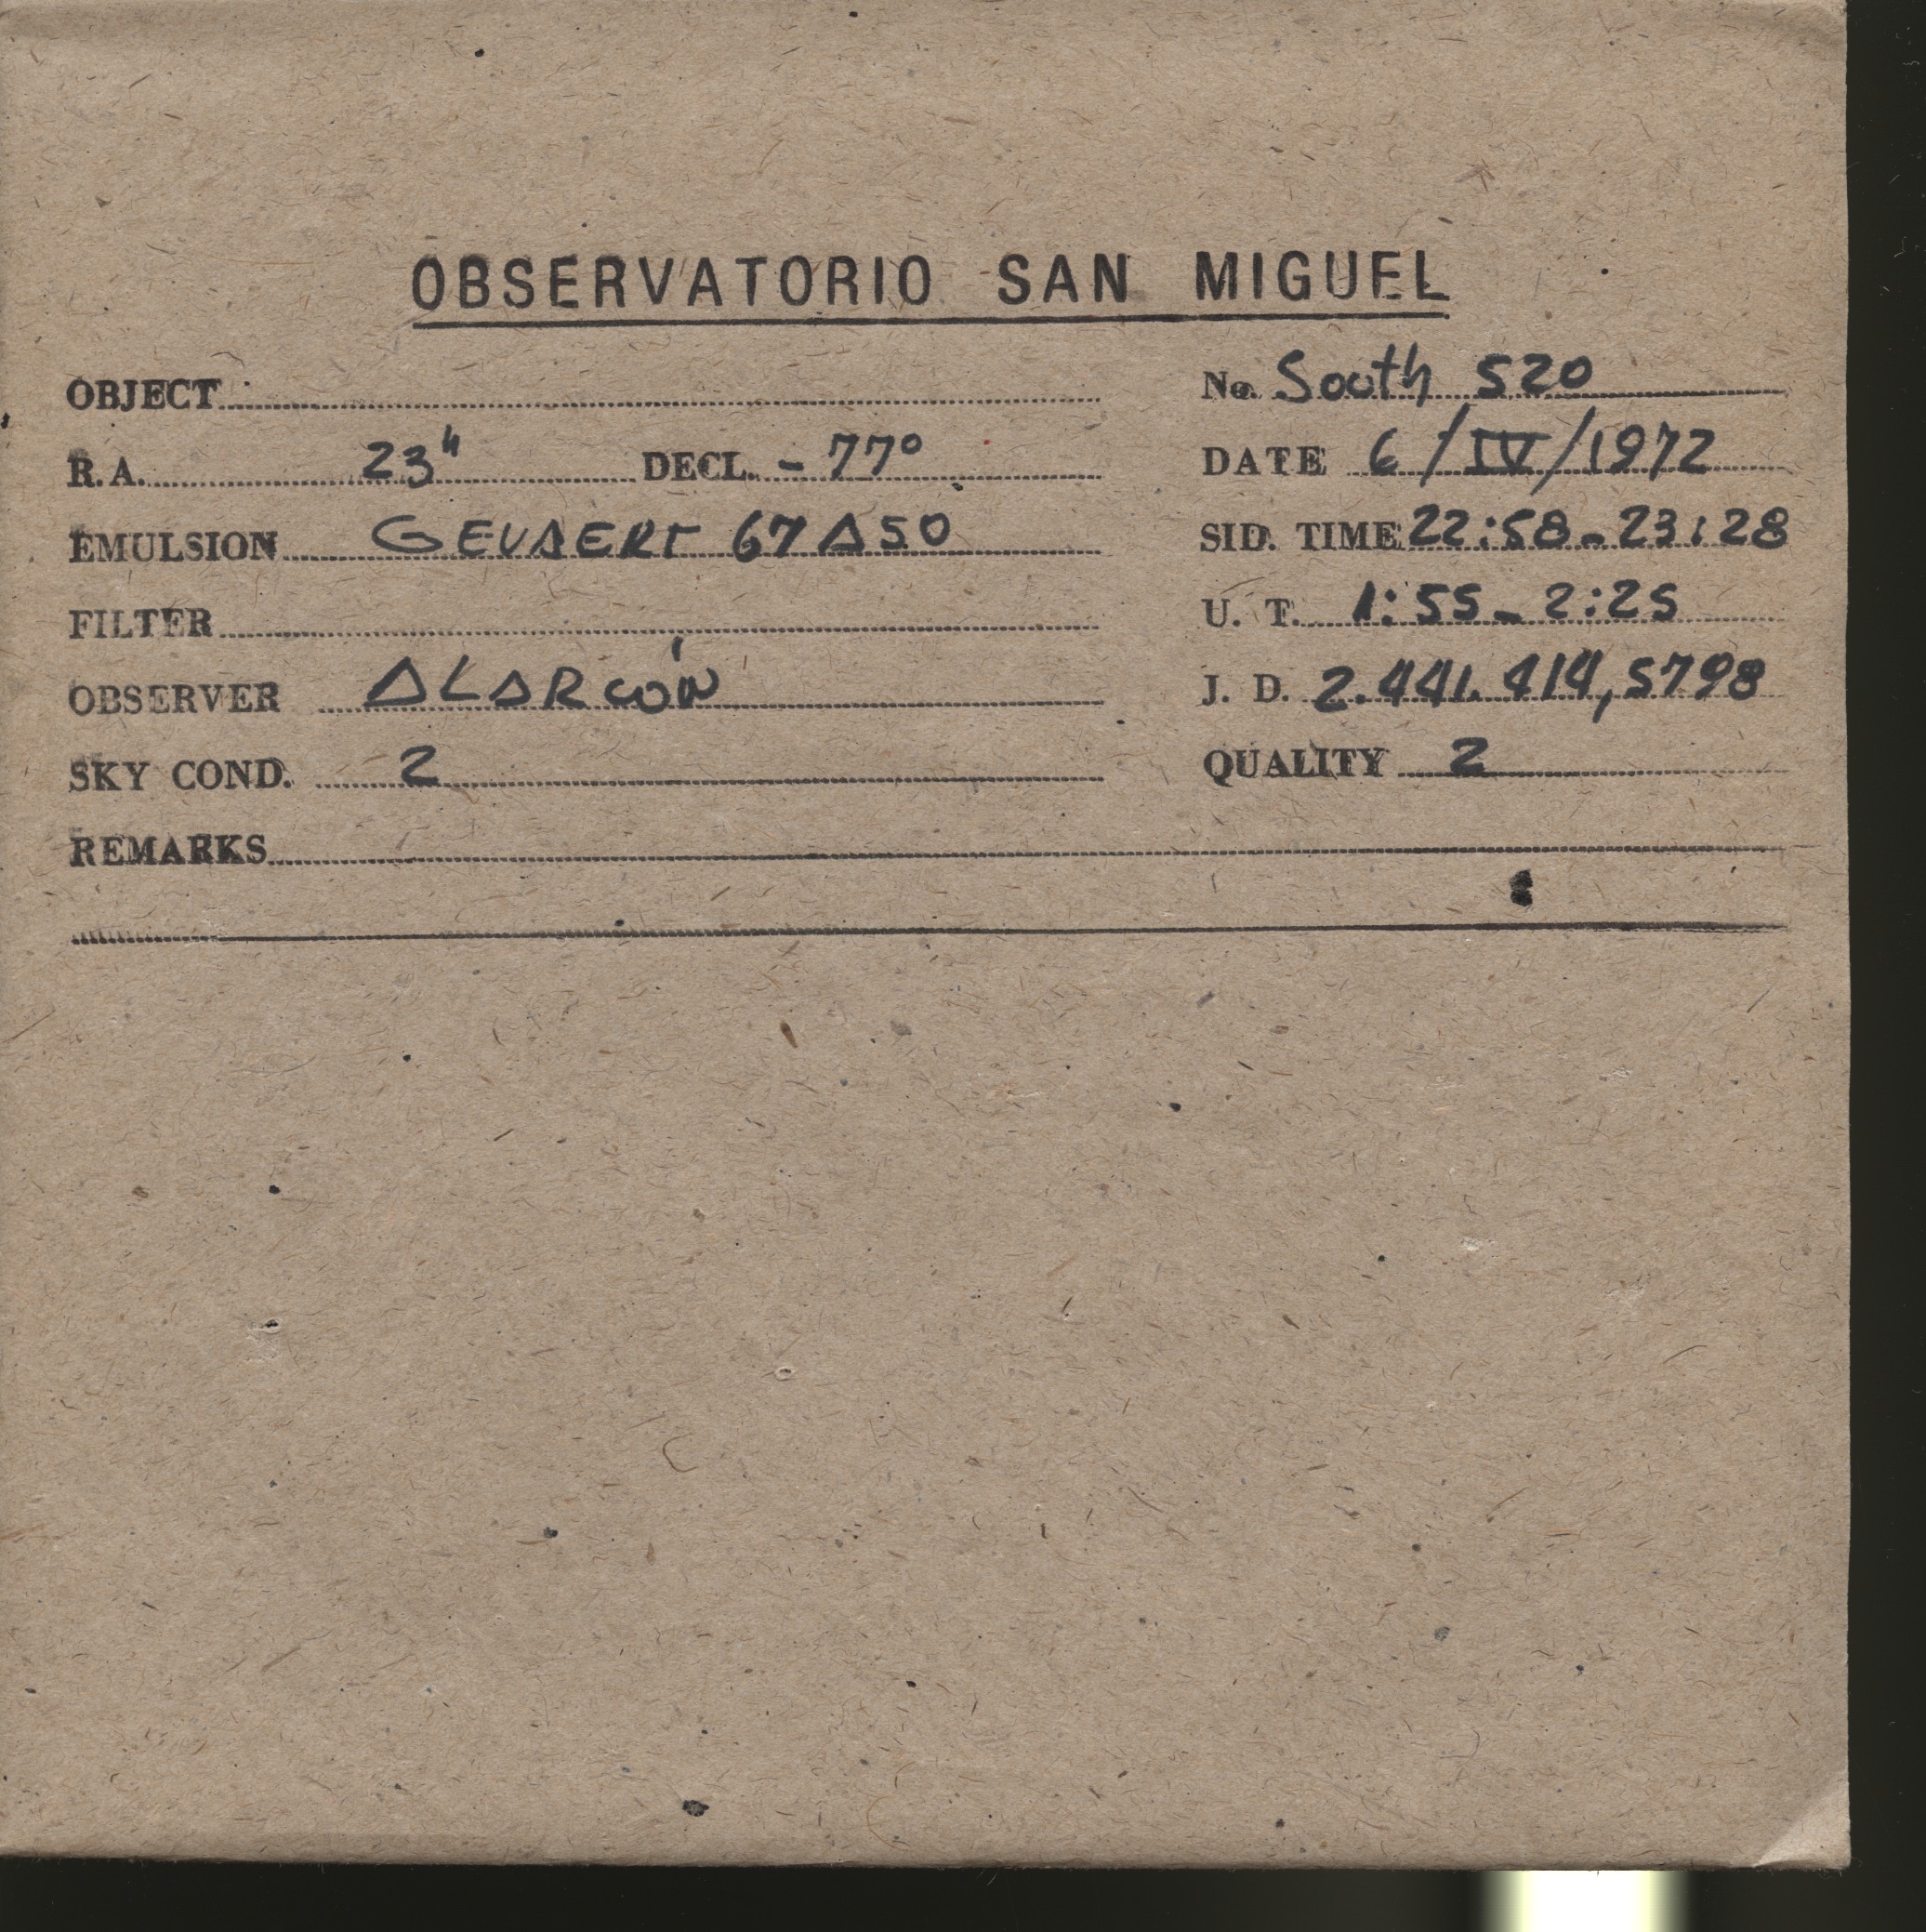 OBSERVATORIO SAN MIGUEL
OBJECT No. South 520
R.A. 23h DECL. - 77° DATE 6/IV/1972
EMULSION GEVAERT 67A50 SID. TIME 22:58-23:28
FILTER U. T. 1:55-2:25
OBSERVER ALARCÓN J. D. 2.441.414,5798
SKY COND. 2 QUALITY 2
REMARKS